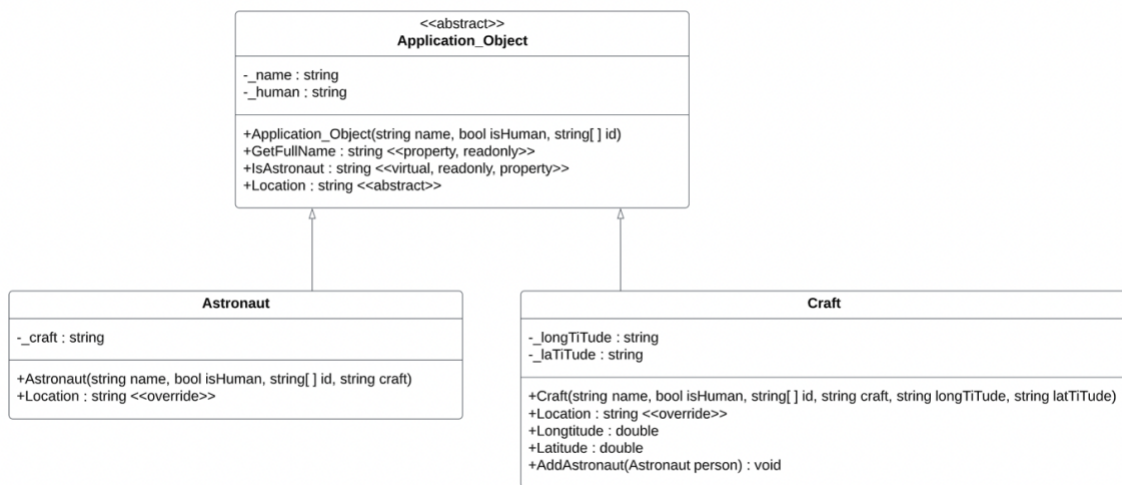 <<abstract>>
Application_Object
-_name : string
-_human : string
+Application_Object(string name, bool isHuman, string[ ] id)
+GetFullName : string <<property, readonly>>
+IsAstronaut : string <<virtual, readonly, property>>
+Location : string <<abstract>>
Astronaut
-_craft : string
+Astronaut(string name, bool isHuman, string[ ] id, string craft)
+Location : string <<override>>
Craft
-_longTiTude : string
-_laTiTude : string
+Craft(string name, bool isHuman, string[ ] id, string craft, string longTiTude, string latTiTude)
+Location : string <<override>>
+Longtitude : double
+Latitude : double
+AddAstronaut(Astronaut person) : void